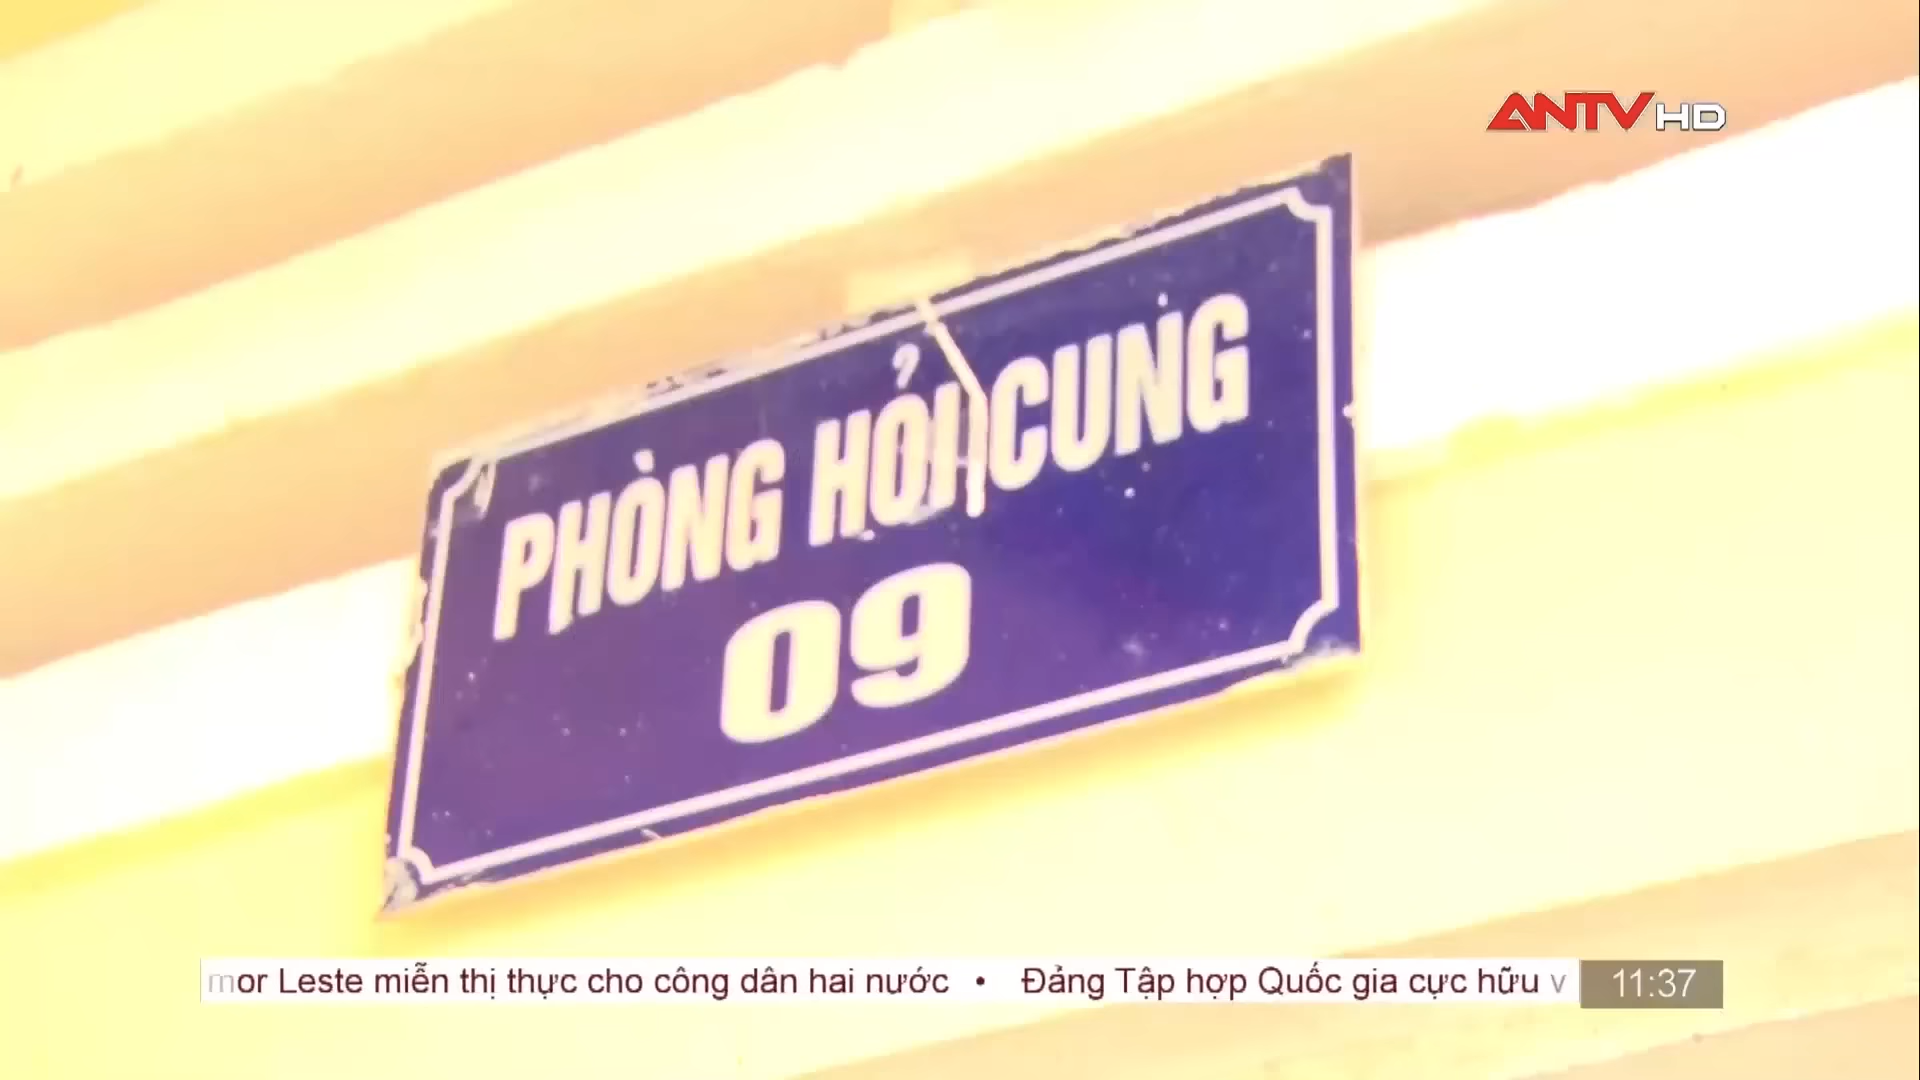 ANTV HD
PHÒNG HỎI CUNG
09
mor Leste miễn thị thực cho công dân hai nước • Đảng Tập hợp Quốc gia cực hữu v
11:37